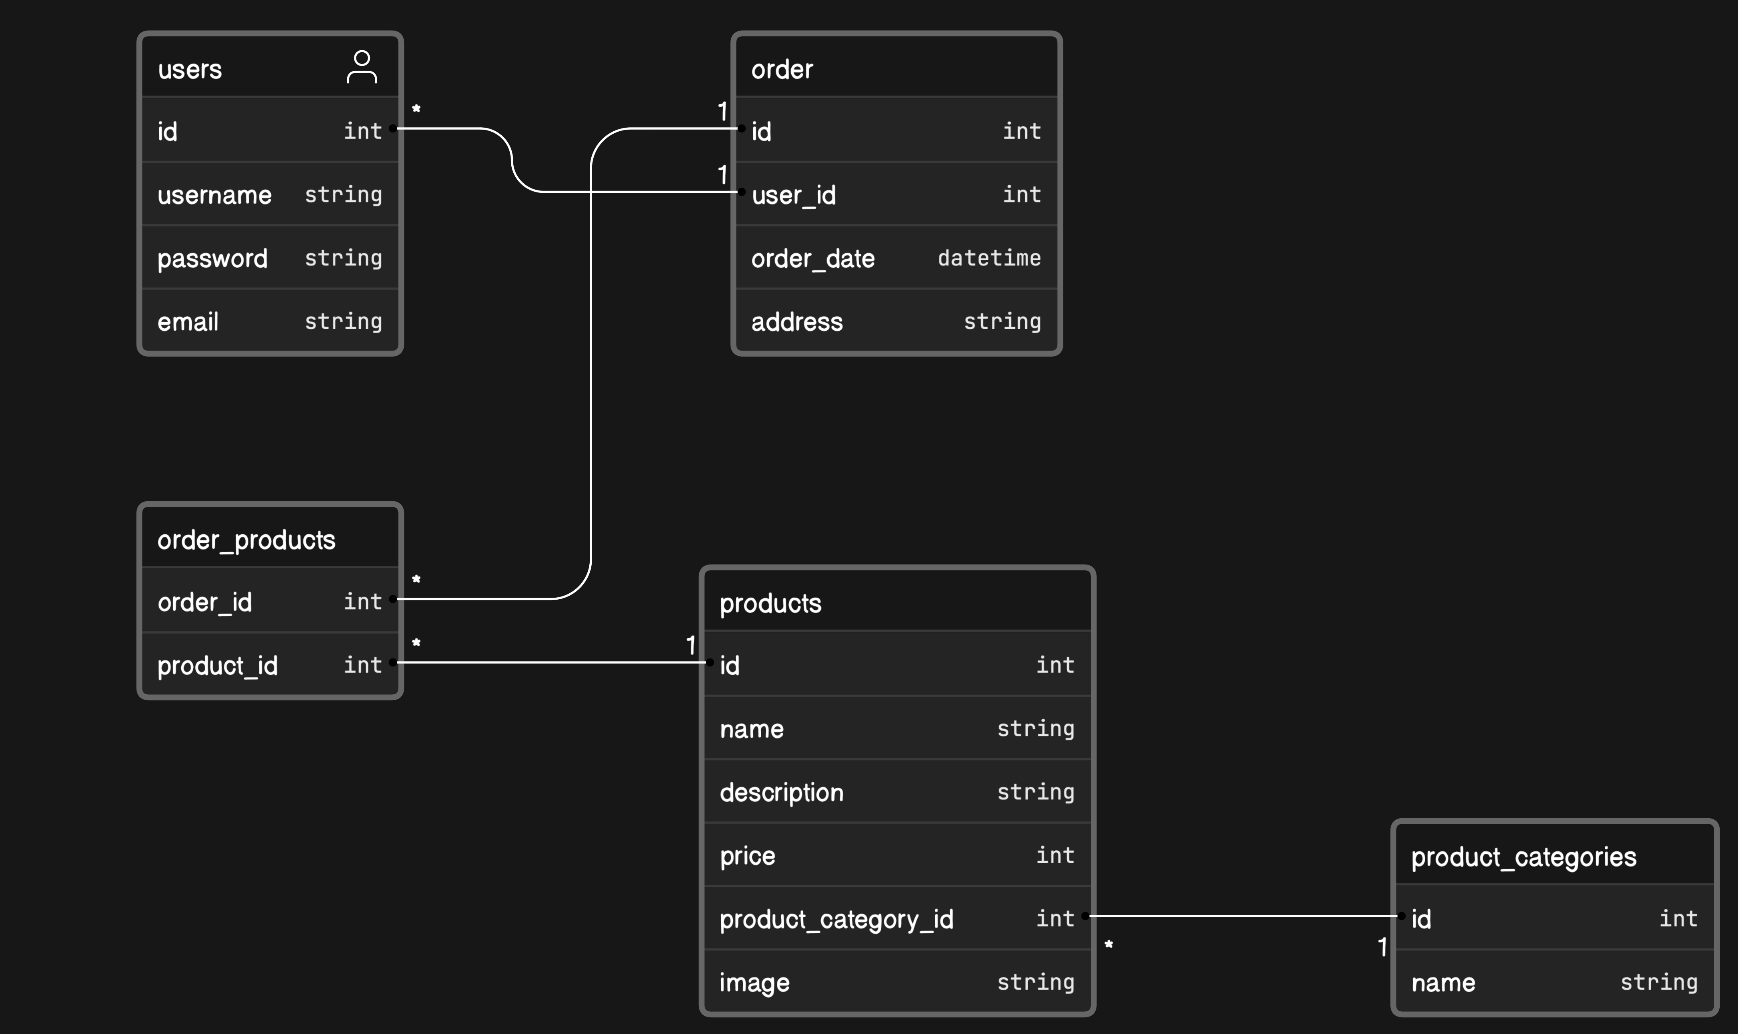 users
id int
username string
password string
email string
*
1
1
order
id int
user_id int
order_date datetime
address string
order_products
order_id int
product_id int
*
*
1
products
id int
name string
description string
price int
product_category_id int
image string
*
1
product_categories
id int
name string